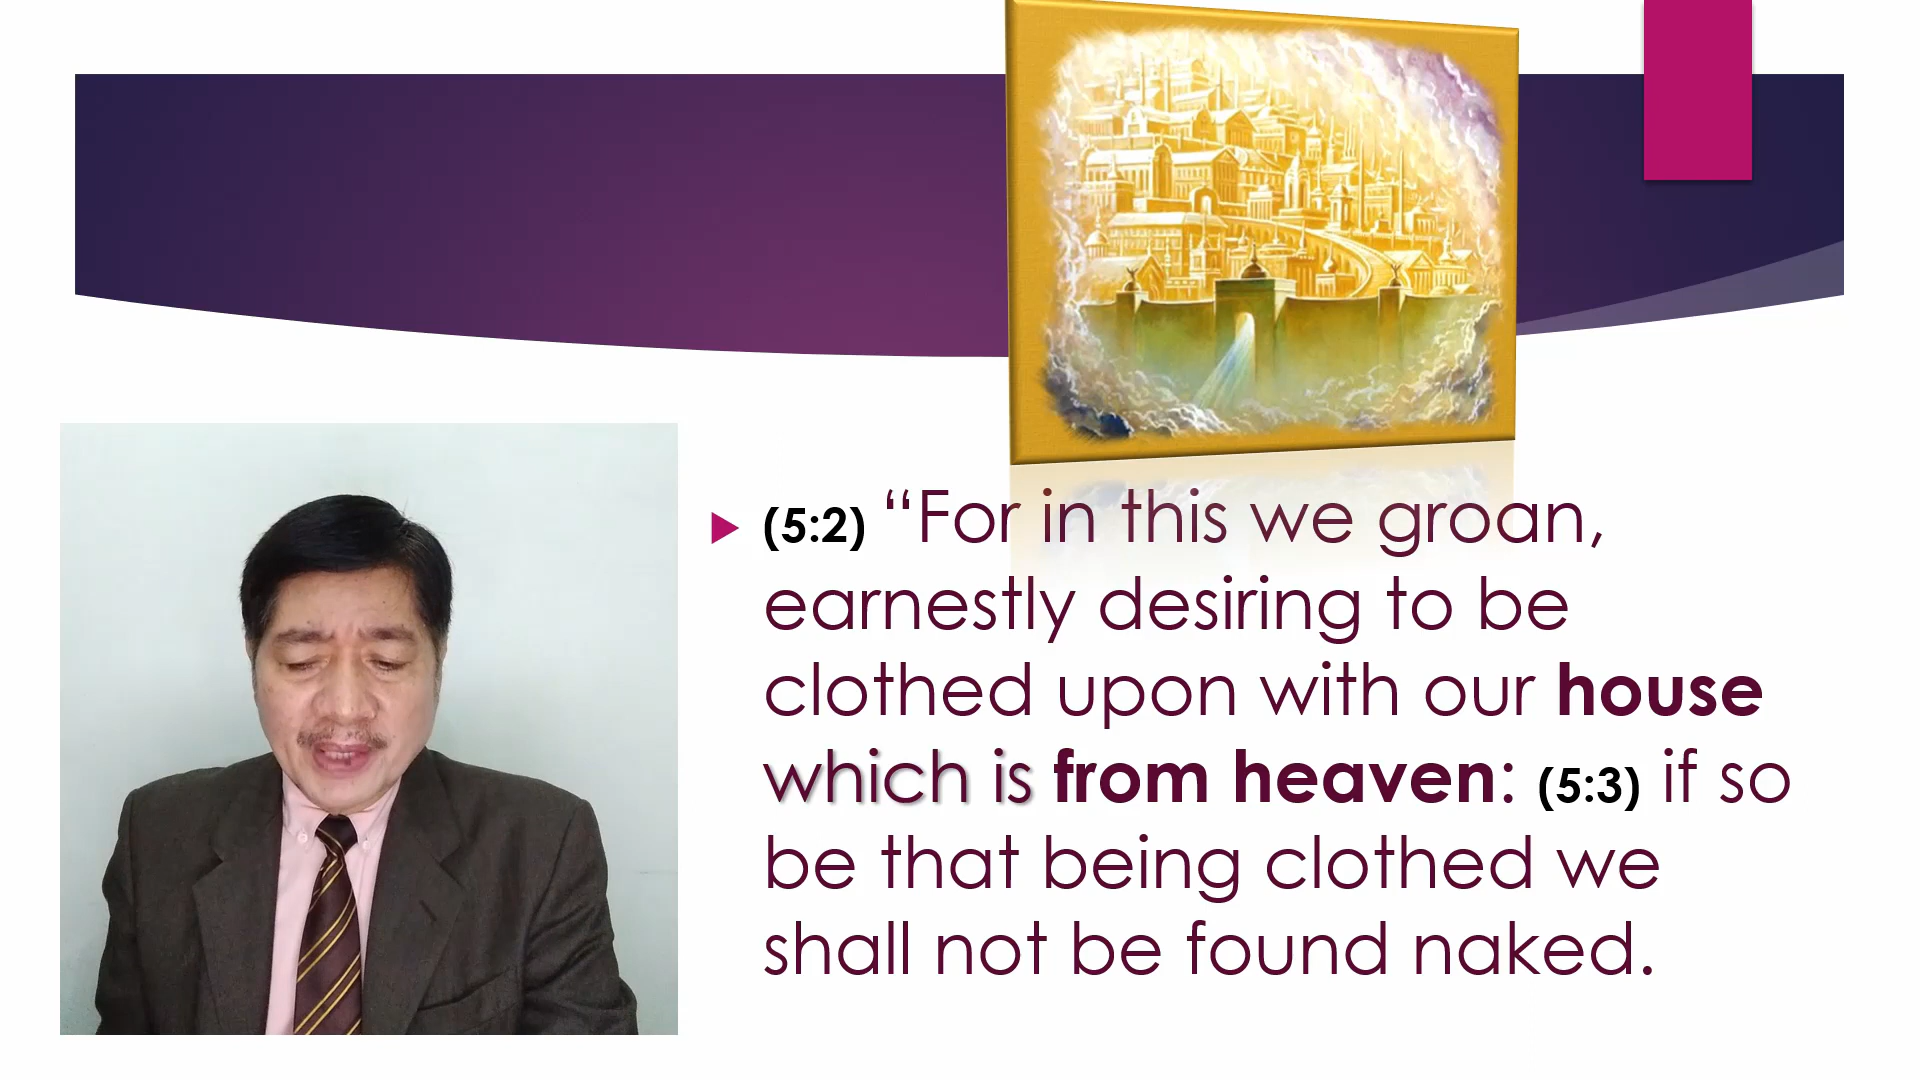 (5:2) “For in this we groan,
earnestly desiring to be
clothed upon with our house
which is from heaven: (5:3) if so
be that being clothed we
shall not be found naked.